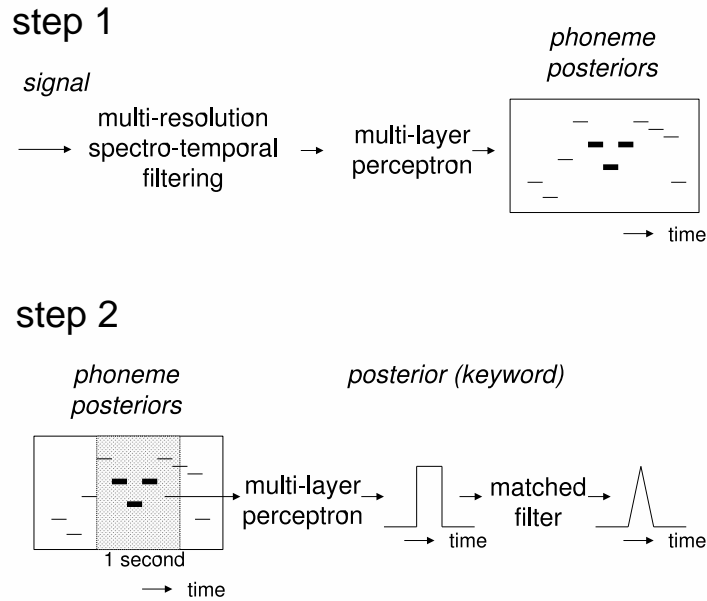 step 1
signal
multi-resolution
spectro-temporal
filtering
multi-layer
perceptron
phoneme
posteriors
time
step 2
phoneme
posteriors
1 second
time
multi-layer
perceptron
posterior (keyword)
time
matched
filter
time